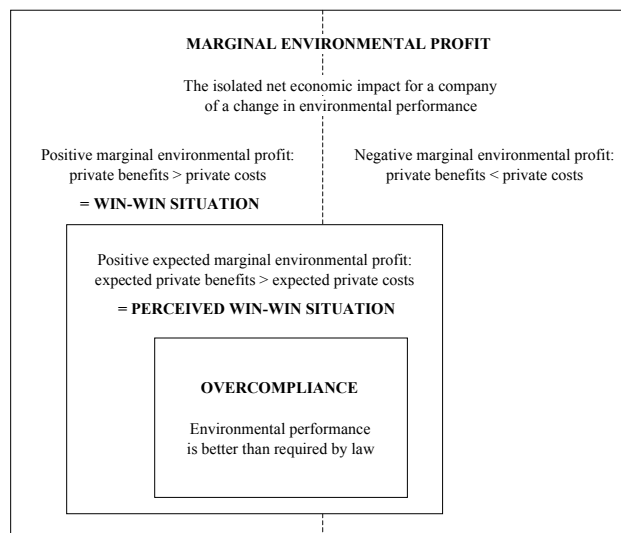 MARGINAL ENVIRONMENTAL PROFIT
The isolated net economic impact for a company
of a change in environmental performance
Positive marginal environmental profit:
private benefits > private costs
= WIN-WIN SITUATION
Negative marginal environmental profit:
private benefits < private costs
Positive expected marginal environmental profit:
expected private benefits > expected private costs
= PERCEIVED WIN-WIN SITUATION
OVERCOMPLIANCE
Environmental performance
is better than required by law